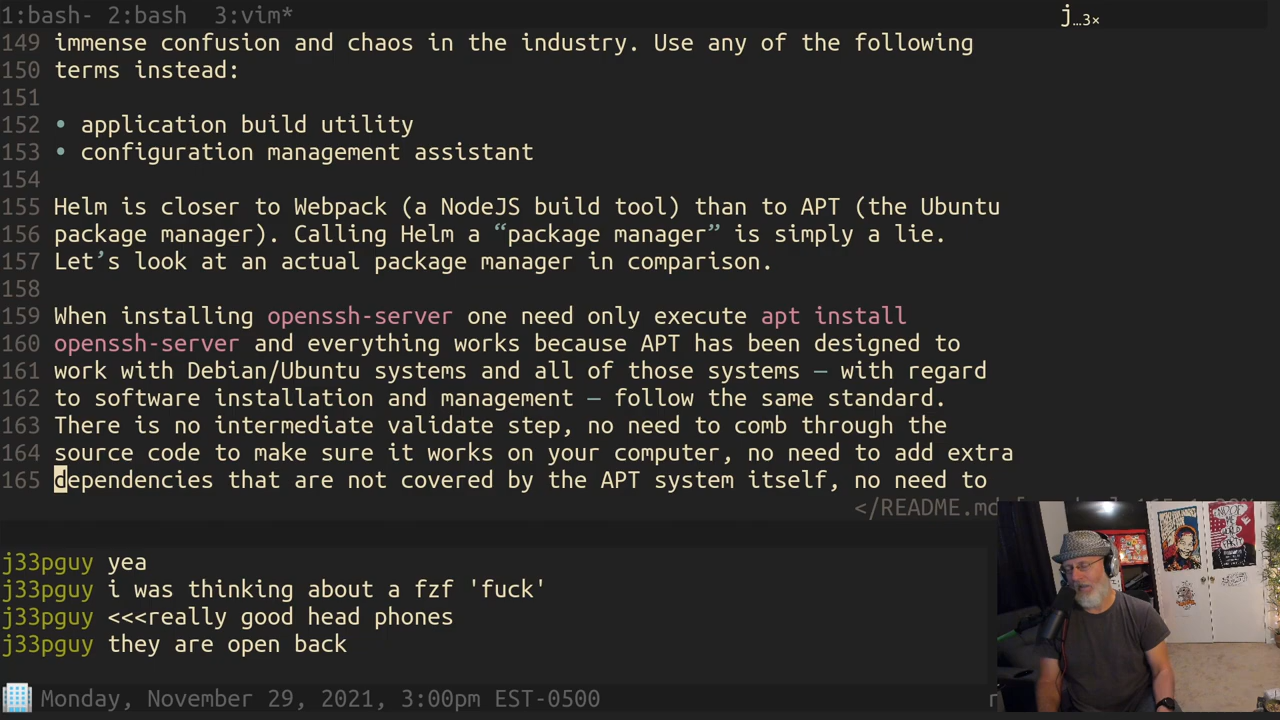 1:bash- 2:bash  3:vim*
j…3×
149 immense confusion and chaos in the industry. Use any of the following
150 terms instead:
151
152 • application build utility
153 • configuration management assistant
154
155 Helm is closer to Webpack (a NodeJS build tool) than to APT (the Ubuntu
156 package manager). Calling Helm a “package manager” is simply a lie.
157 Let’s look at an actual package manager in comparison.
158
159 When installing openssh-server one need only execute apt install
160 openssh-server and everything works because APT has been designed to
161 work with Debian/Ubuntu systems and all of those systems — with regard
162 to software installation and management — follow the same standard.
163 There is no intermediate validate step, no need to comb through the
164 source code to make sure it works on your computer, no need to add extra
165 dependencies that are not covered by the APT system itself, no need to
</README.md
j33pguy yea
j33pguy i was thinking about a fzf 'fuck'
j33pguy <<<really good head phones
j33pguy they are open back
Monday, November 29, 2021, 3:00pm EST-0500